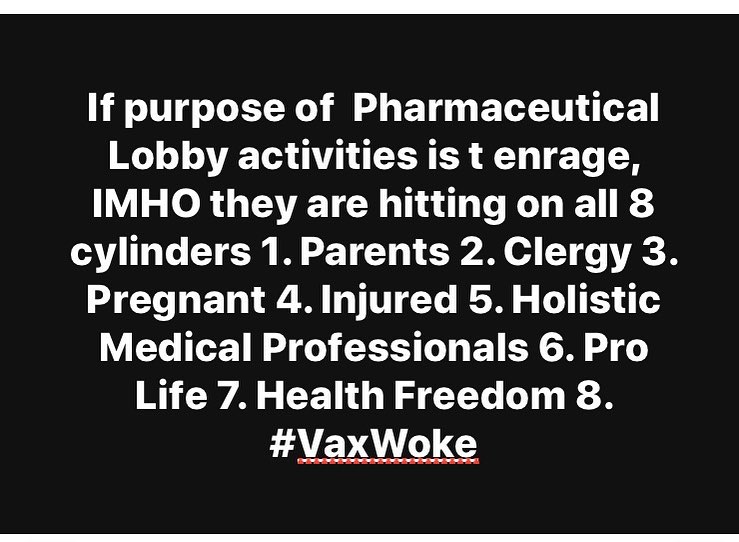 If purpose of  Pharmaceutical
Lobby activities is t enrage,
IMHO they are hitting on all 8
cylinders 1. Parents 2. Clergy 3.
Pregnant 4. Injured 5. Holistic
Medical Professionals 6. Pro
Life 7. Health Freedom 8.
#VaxWoke